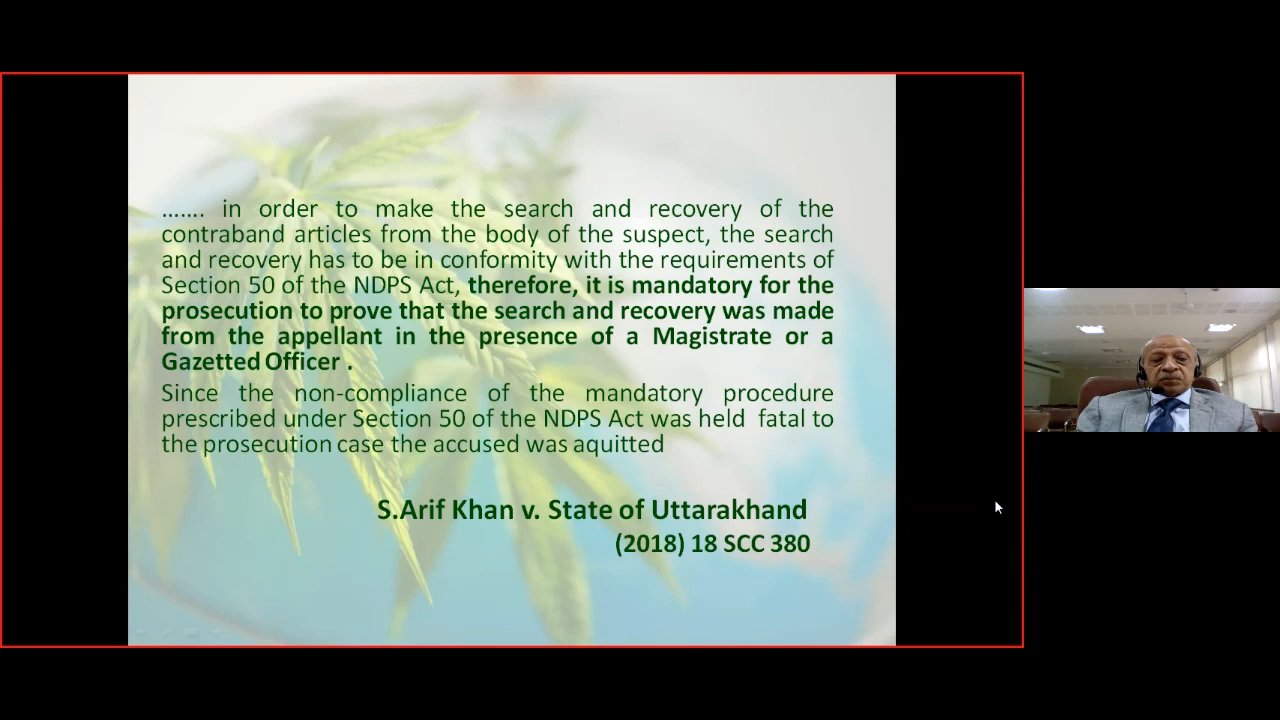 ....... in order to make the search and recovery of the
contraband articles from the body of the suspect, the search
and recovery has to be in conformity with the requirements of
Section 50 of the NDPS Act, therefore, it is mandatory for the
prosecution to prove that the search and recovery was made
from the appellant in the presence of a Magistrate or a
Gazetted Officer .
Since the non-compliance of the mandatory procedure
prescribed under Section 50 of the NDPS Act was held fatal to
the prosecution case the accused was aquitted
S.Arif Khan v. State of Uttarakhand
(2018) 18 SCC 380